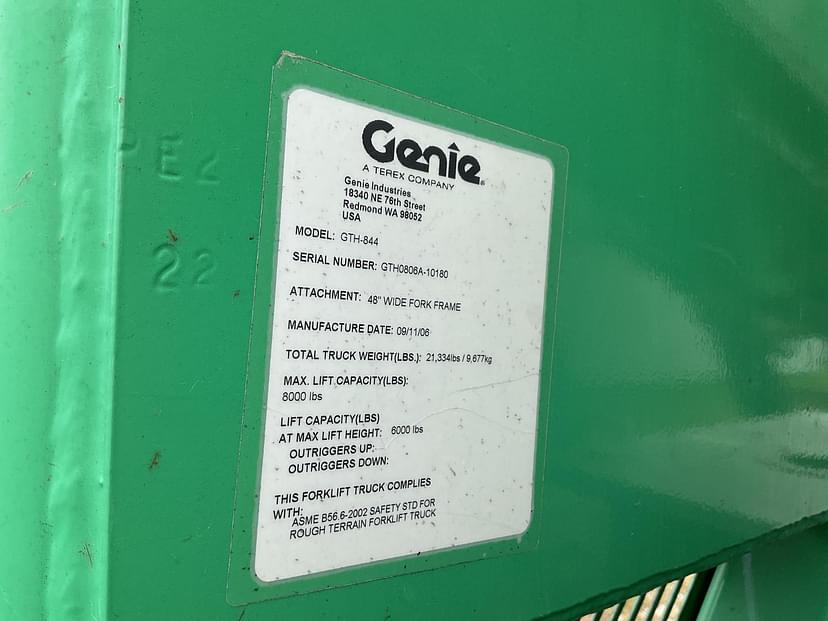 Genie
A TEREX COMPANY
Genie Industries
18340 NE 76th Street
Redmond WA 98052
USA
MODEL: GTH-844
SERIAL NUMBER: GTH0806A-10180
ATTACHMENT: 48" WIDE FORK FRAME
MANUFACTURE DATE: 09/11/06
TOTAL TRUCK WEIGHT(LBS.): 21,334lbs / 9,677kg
MAX. LIFT CAPACITY(LBS):
8000 lbs
LIFT CAPACITY(LBS)
AT MAX LIFT HEIGHT: 6000 lbs
OUTRIGGERS UP:
OUTRIGGERS DOWN:
THIS FORKLIFT TRUCK COMPLIES
WITH:
ASME B56.6-2002 SAFETY STD FOR
ROUGH TERRAIN FORKLIFT TRUCK
22